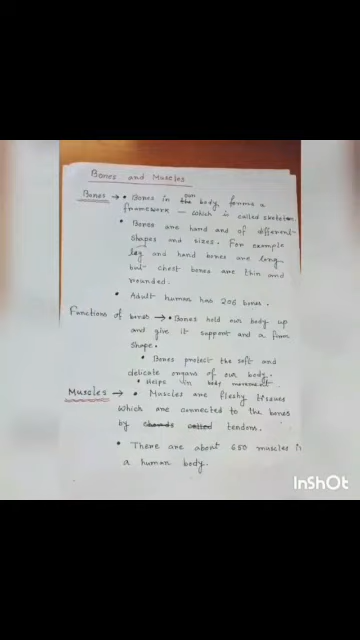 Bones and Muscles
Bones → • Bones in the our body forms a
framework - which is called skeleton.
• Bones are hard and of different
shapes and sizes. For example
leg and hand bones are long
but chest bones are thin and
rounded.
• Adult human has 206 bones.
Functions of bones → • Bones hold our body up
and give it support and a firm
shape.
• Bones protect the soft and
delicate organs of our body.
• Helps in body movement
Muscles → • Muscles are fleshy tissues
which are connected to the bones
by chords called tendons.
• There are about 650 muscles in
a human body.
InShOt